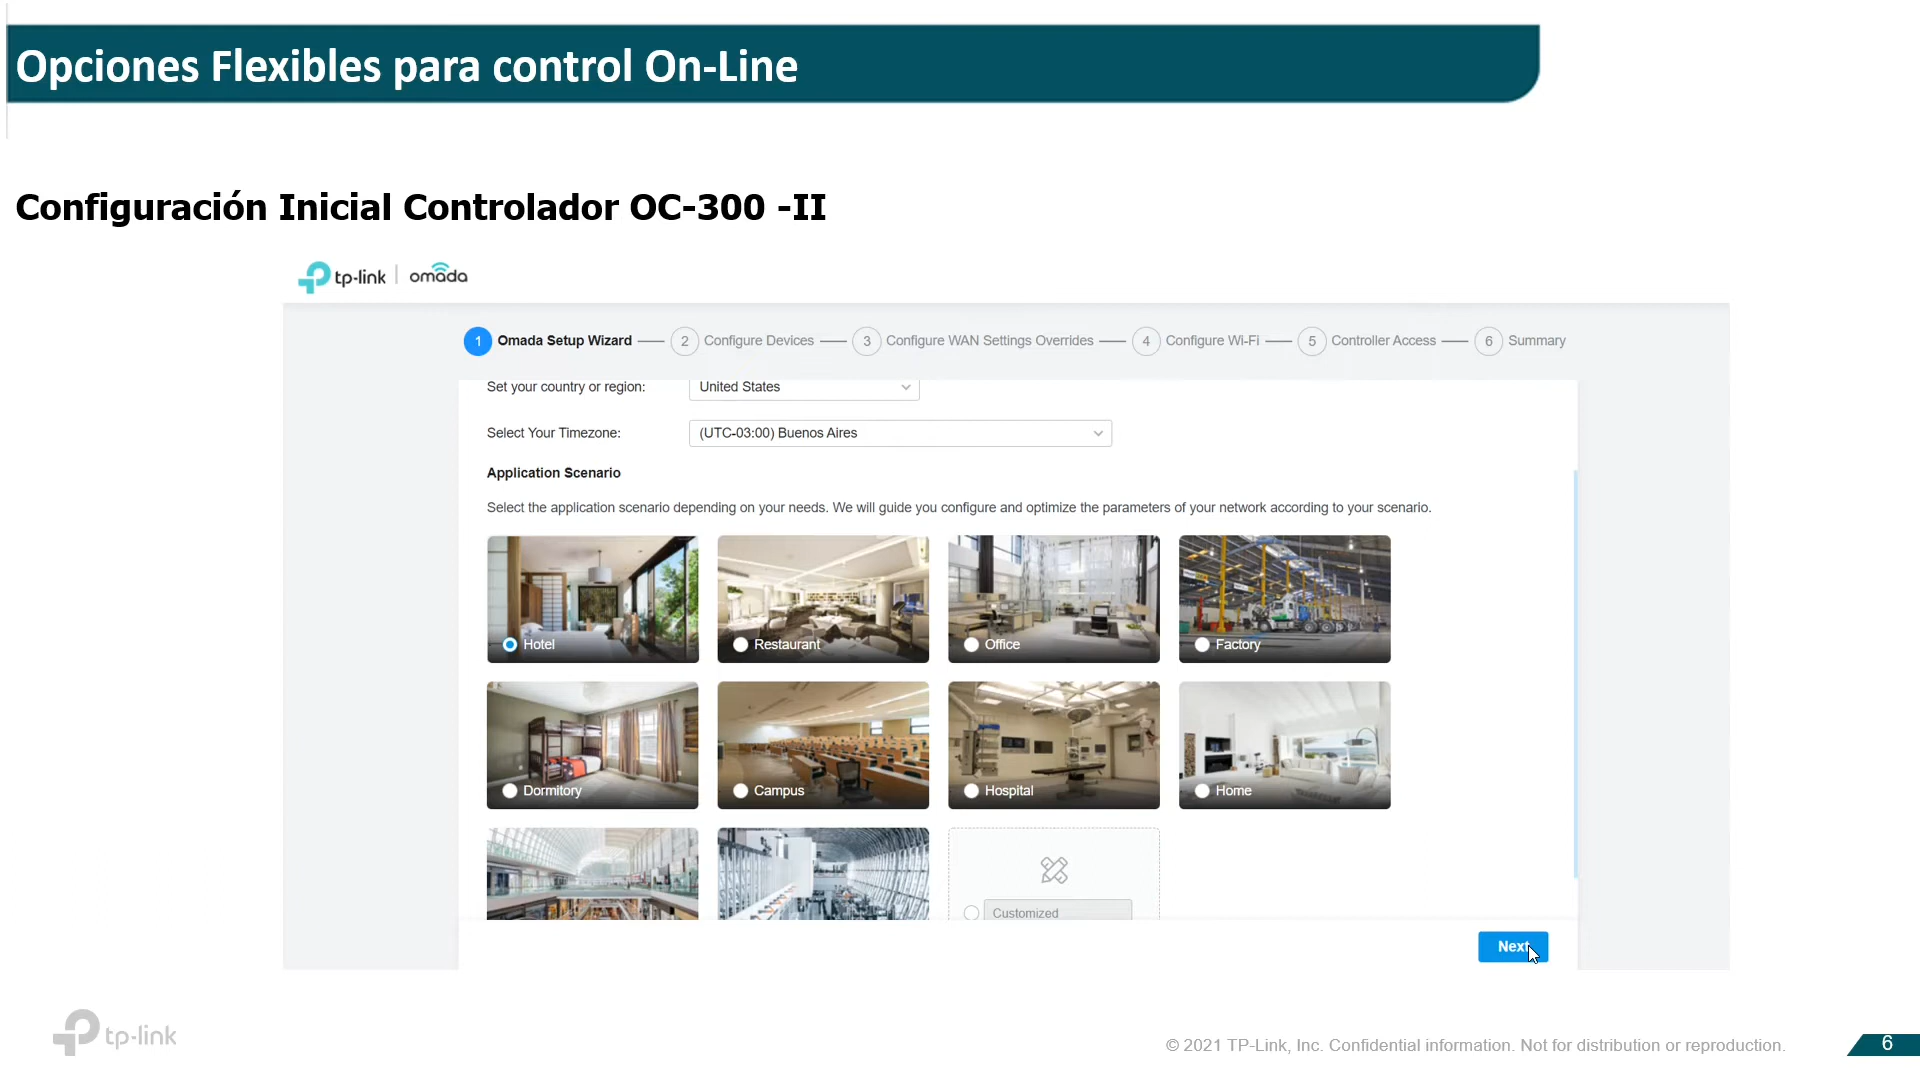 Opciones Flexibles para control On-Line
Configuración Inicial Controlador OC-300 -II
tp-link | omada
1 Omada Setup Wizard 2 Configure Devices 3 Configure WAN Settings Overrides 4 Configure Wi-Fi 5 Controller Access 6 Summary
Set your country or region: United States
Select Your Timezone: (UTC-03:00) Buenos Aires
Application Scenario
Select the application scenario depending on your needs. We will guide you configure and optimize the parameters of your network according to your scenario.
Hotel Restaurant Office Factory
Dormitory Campus Hospital Home
Customized
Next
tp-link
© 2021 TP-Link, Inc. Confidential information. Not for distribution or reproduction.
6